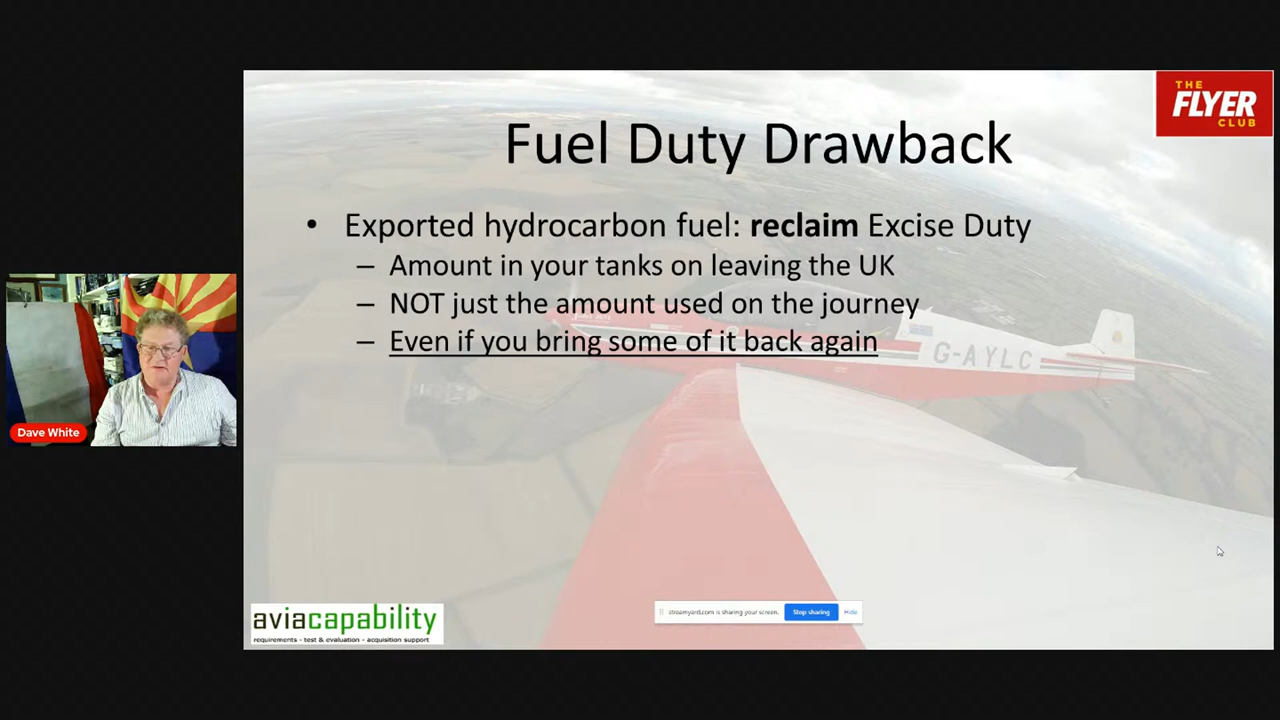 THE
FLYER
CLUB
Fuel Duty Drawback
• Exported hydrocarbon fuel: reclaim Excise Duty
– Amount in your tanks on leaving the UK
– NOT just the amount used on the journey
– Even if you bring some of it back again
G-AYLC
Dave White
aviacapability
requirements - test & evaluation - acquisition support
streamyard.com is sharing your screen.
Stop sharing
Hide